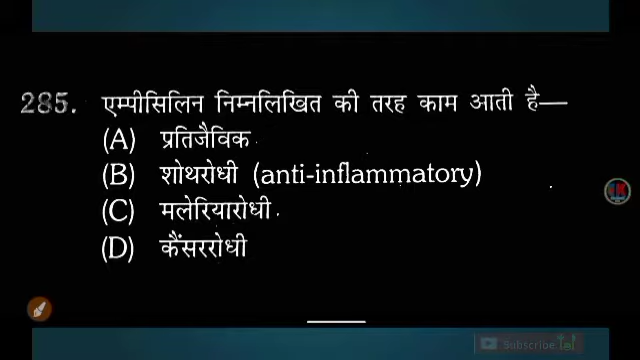 285. एम्पीसिलिन निम्नलिखित की तरह काम आती है—
(A) प्रतिजैविक
(B) शोथरोधी (anti-inflammatory)
(C) मलेरियारोधी
(D) कैंसररोधी
Subscribe